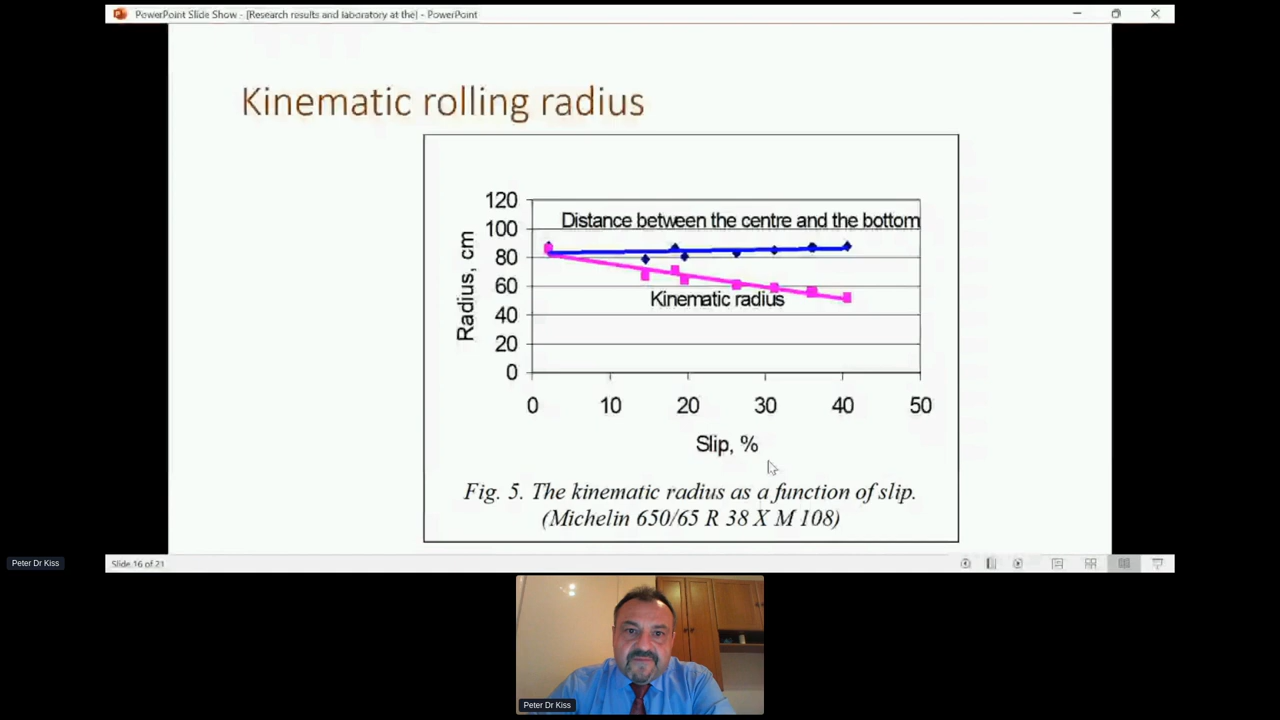 PowerPoint Slide Show - [Research results and laboratory at the] - PowerPoint
Kinematic rolling radius
120
100
80
60
40
20
0
Radius, cm
Distance between the centre and the bottom
Kinematic radius
0 10 20 30 40 50
Slip, %
Fig. 5. The kinematic radius as a function of slip.
(Michelin 650/65 R 38 X M 108)
Peter Dr Kiss
Slide 16 of 21
Peter Dr Kiss